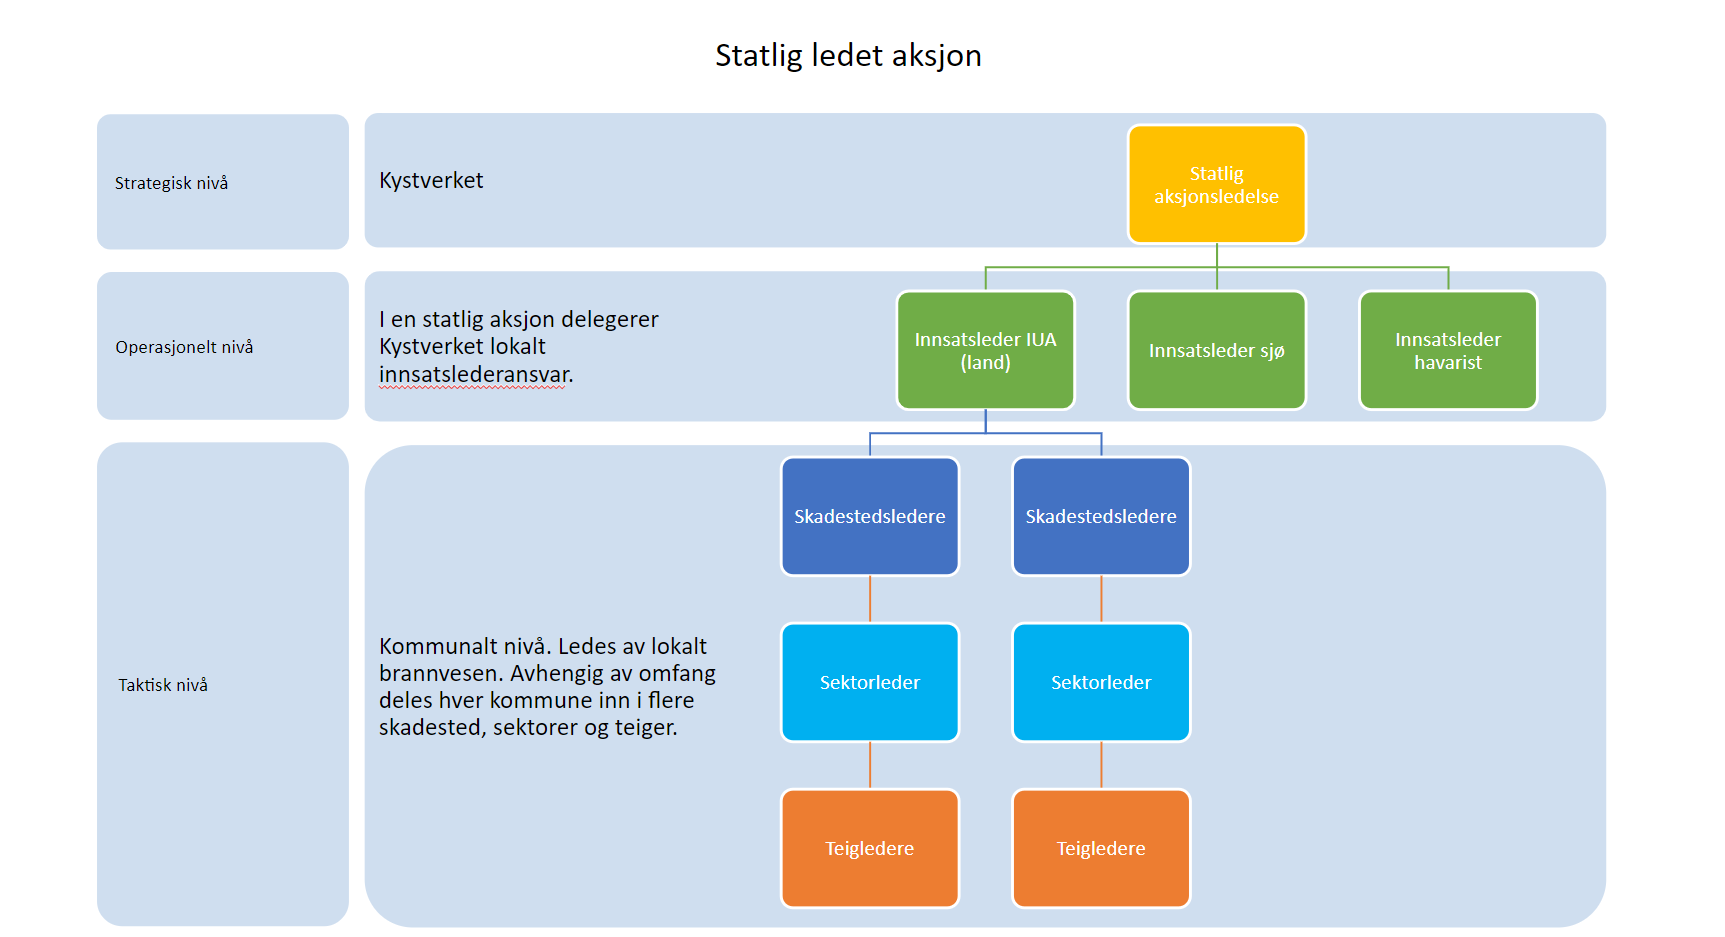 Statlig ledet aksjon
Strategisk nivå
Kystverket
Statlig
aksjonsledelse
Operasjonelt nivå
I en statlig aksjon delegerer
Kystverket lokalt
innsatslederansvar.
Innsatsleder IUA
(land)
Innsatsleder sjø
Innsatsleder
havarist
Taktisk nivå
Kommunalt nivå. Ledes av lokalt
brannvesen. Avhengig av omfang
deles hver kommune inn i flere
skadested, sektorer og teiger.
Skadestedsledere
Skadestedsledere
Sektorleder
Sektorleder
Teigledere
Teigledere